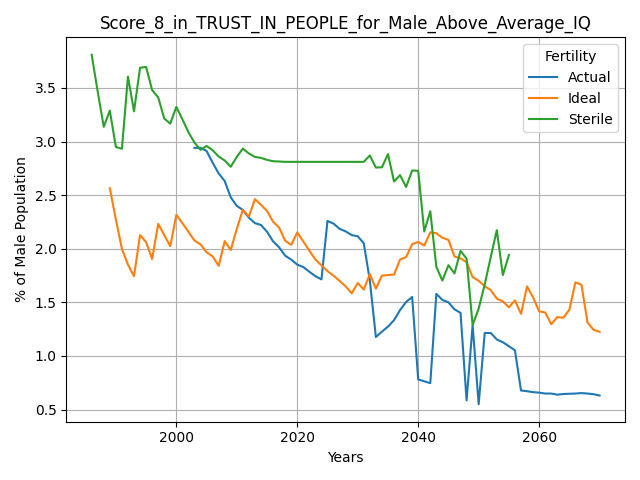 Score_8_in_TRUST_IN_PEOPLE_for_Male_Above_Average_IQ
Fertility
Actual
Ideal
Sterile
% of Male Population
3.5
3.0
2.5
2.0
1.5
1.0
0.5
2000 2020 2040 2060
Years